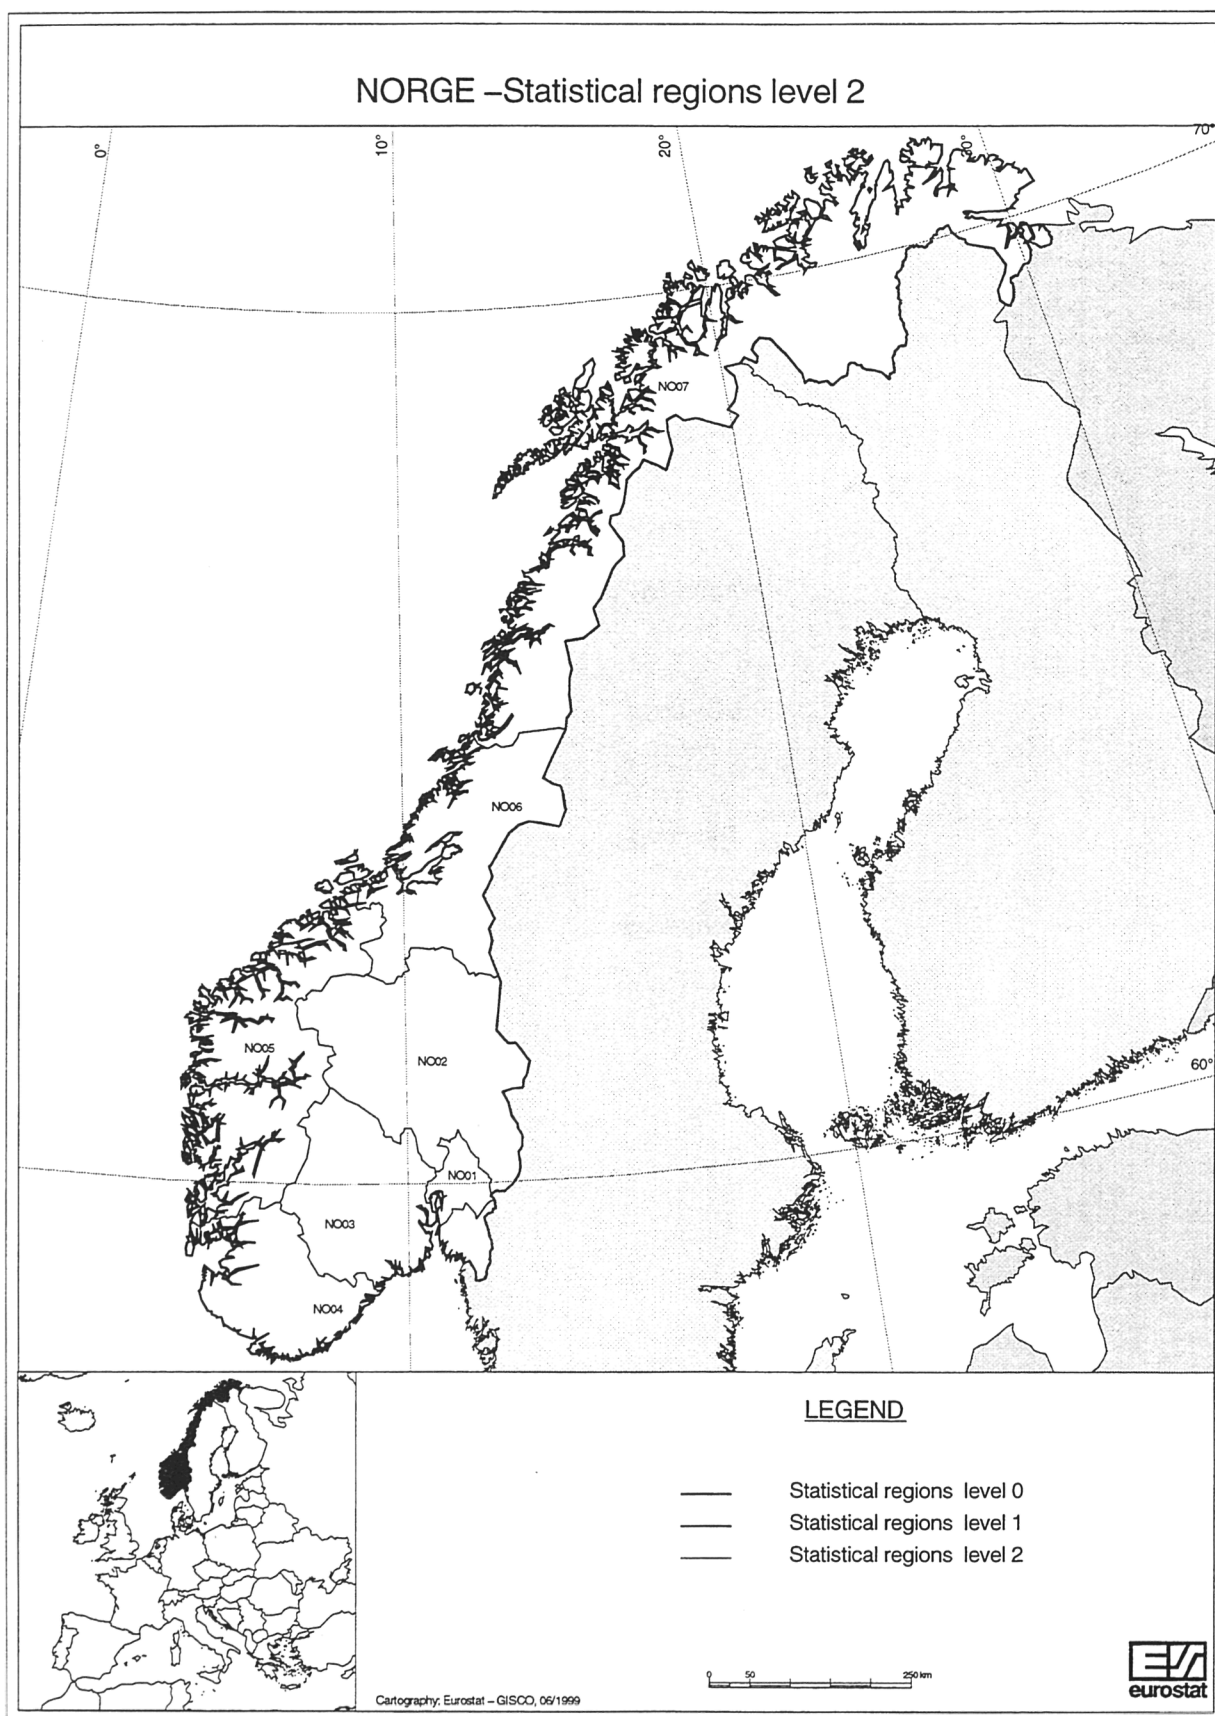 NORGE –Statistical regions level 2
0°
10°
20°
30°
70°
NO07
NO06
NO05
NO02
NO01
NO03
NO04
60°
LEGEND
Statistical regions level 0
Statistical regions level 1
Statistical regions level 2
0 50 250 km
Cartography: Eurostat – GISCO, 06/1999
eurostat